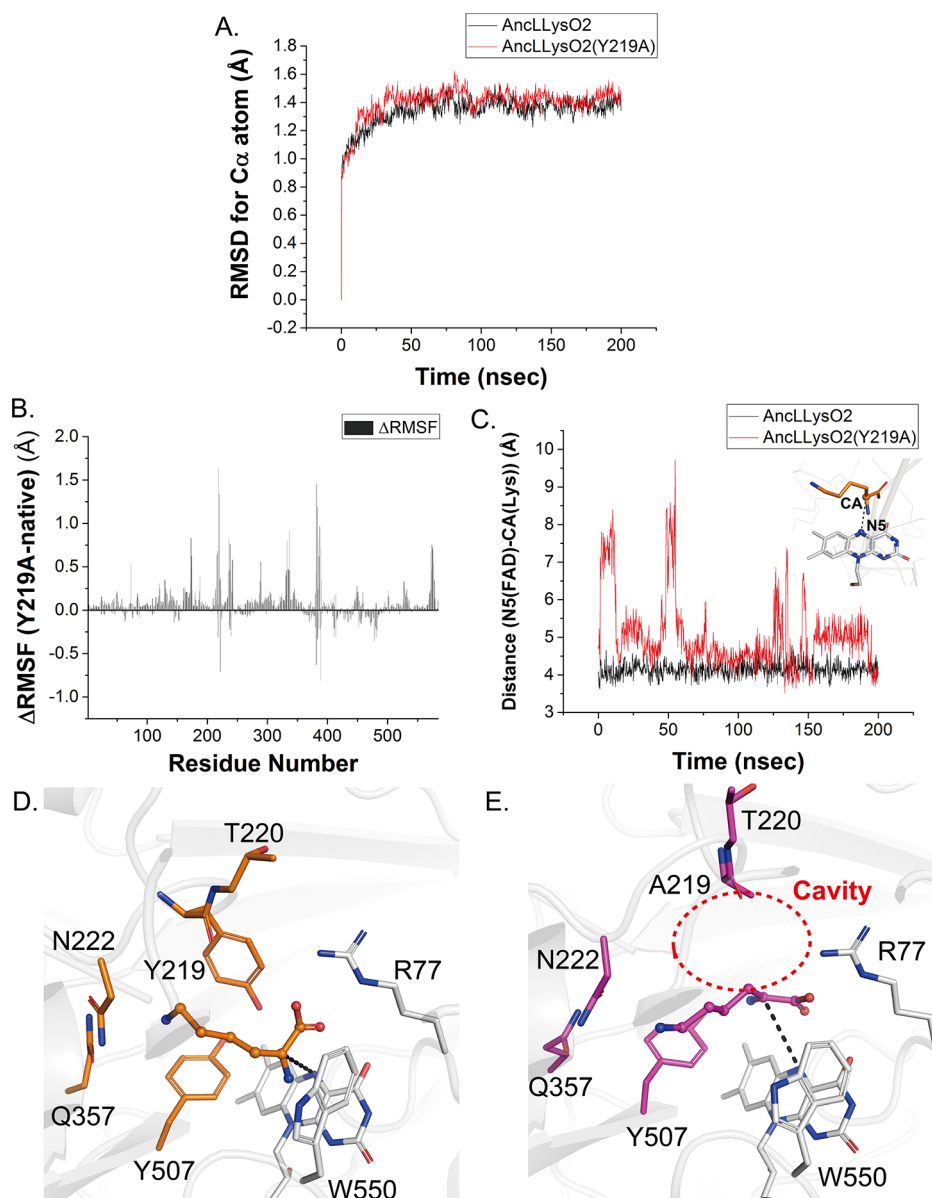 A.
AncLLysO2
AncLLysO2(Y219A)
RMSD for Cα atom (Å)
1.8
1.6
1.4
1.2
1.0
0.8
0.6
0.4
0.2
0.0
-0.2
0 50 100 150 200
Time (nsec)
B.
ΔRMSF
ΔRMSF (Y219A-native) (Å)
2.0
1.5
1.0
0.5
0.0
-0.5
-1.0
100 200 300 400 500
Residue Number
C.
AncLLysO2
AncLLysO2(Y219A)
Distance (N5(FAD)-CA(Lys)) (Å)
10
9
8
7
6
5
4
3
0 50 100 150 200
Time (nsec)
CA
N5
D.
T220
N222
Y219
R77
Q357
Y507
W550
E.
T220
A219
Cavity
N222
R77
Q357
Y507
W550